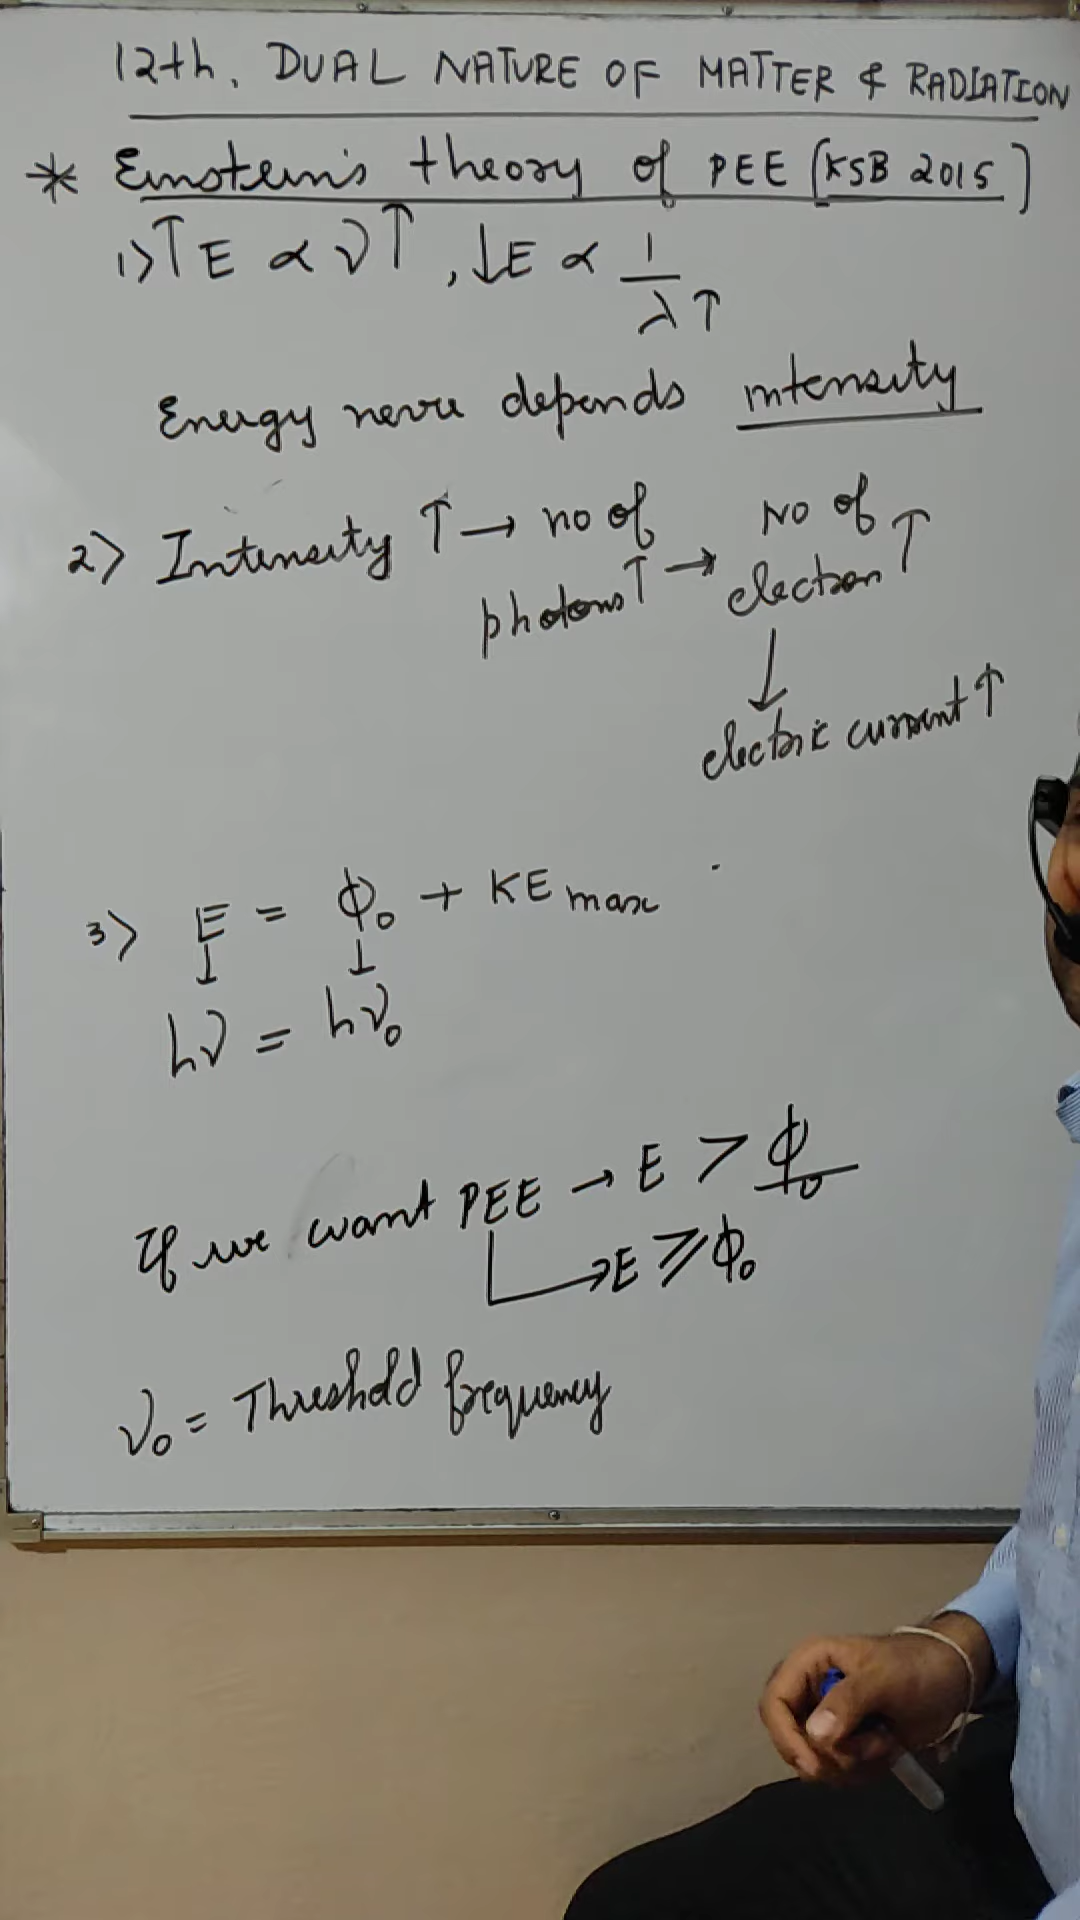 12th. DUAL NATURE OF MATTER & RADIATION
* Einstein's theory of PEE [KSB 2015]
1) ↑E ∝ ν↑, ↓E ∝ 1/λ↑
Energy never depends intensity
2) Intensity ↑ → no of photons↑ → No of electron↑
↓
electric current ↑
3) E = ϕ₀ + KE max
↓ ↓
hν = hν₀
If we want PEE → E > ϕ₀
→ E ⩾ ϕ₀
ν₀ = Threshold frequency